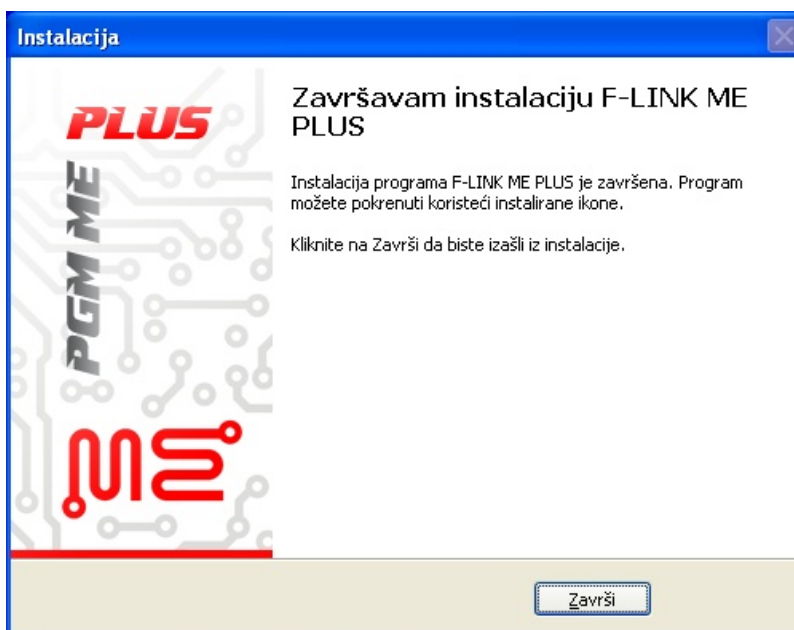 Instalacija
PLUS
PGM ME
ME
Završavam instalaciju F-LINK ME
PLUS
Instalacija programa F-LINK ME PLUS je završena. Program
možete pokrenuti koristeći instalirane ikone.
Kliknite na Završi da biste izašli iz instalacije.
Završi